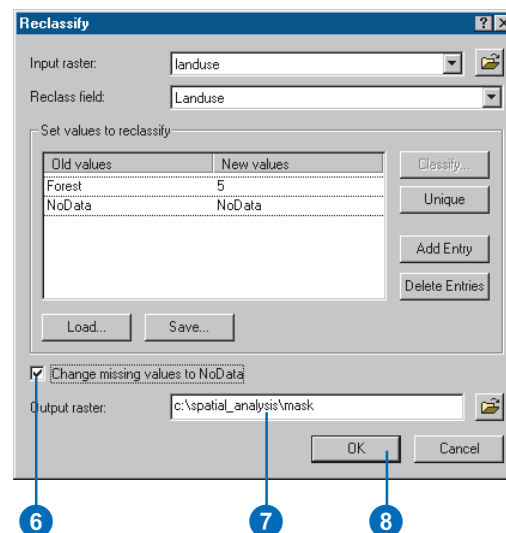 Reclassify
Input raster: landuse
Reclass field: Landuse
Set values to reclassify
Old values New values Classify...
Forest 5
NoData NoData
Unique
Add Entry
Delete Entries
Load... Save...
Change missing values to NoData
Output raster: c:\spatial_analysis\mask
OK Cancel
6 7 8